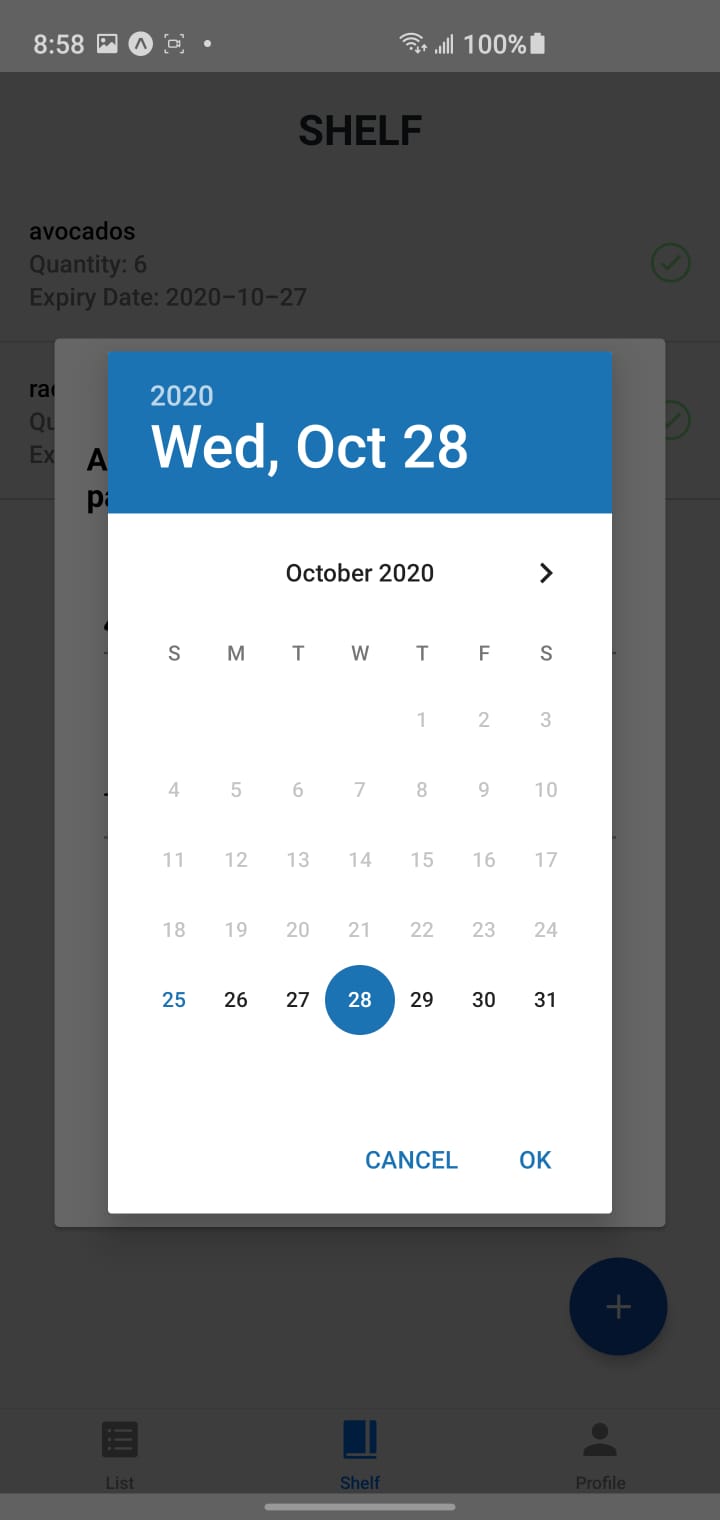 8:58 100%
SHELF
avocados
Quantity: 6
Expiry Date: 2020-10-27
2020
Wed, Oct 28
October 2020
S M T W T F S
1 2 3
4 5 6 7 8 9 10
11 12 13 14 15 16 17
18 19 20 21 22 23 24
25 26 27 28 29 30 31
CANCEL OK
List Shelf Profile